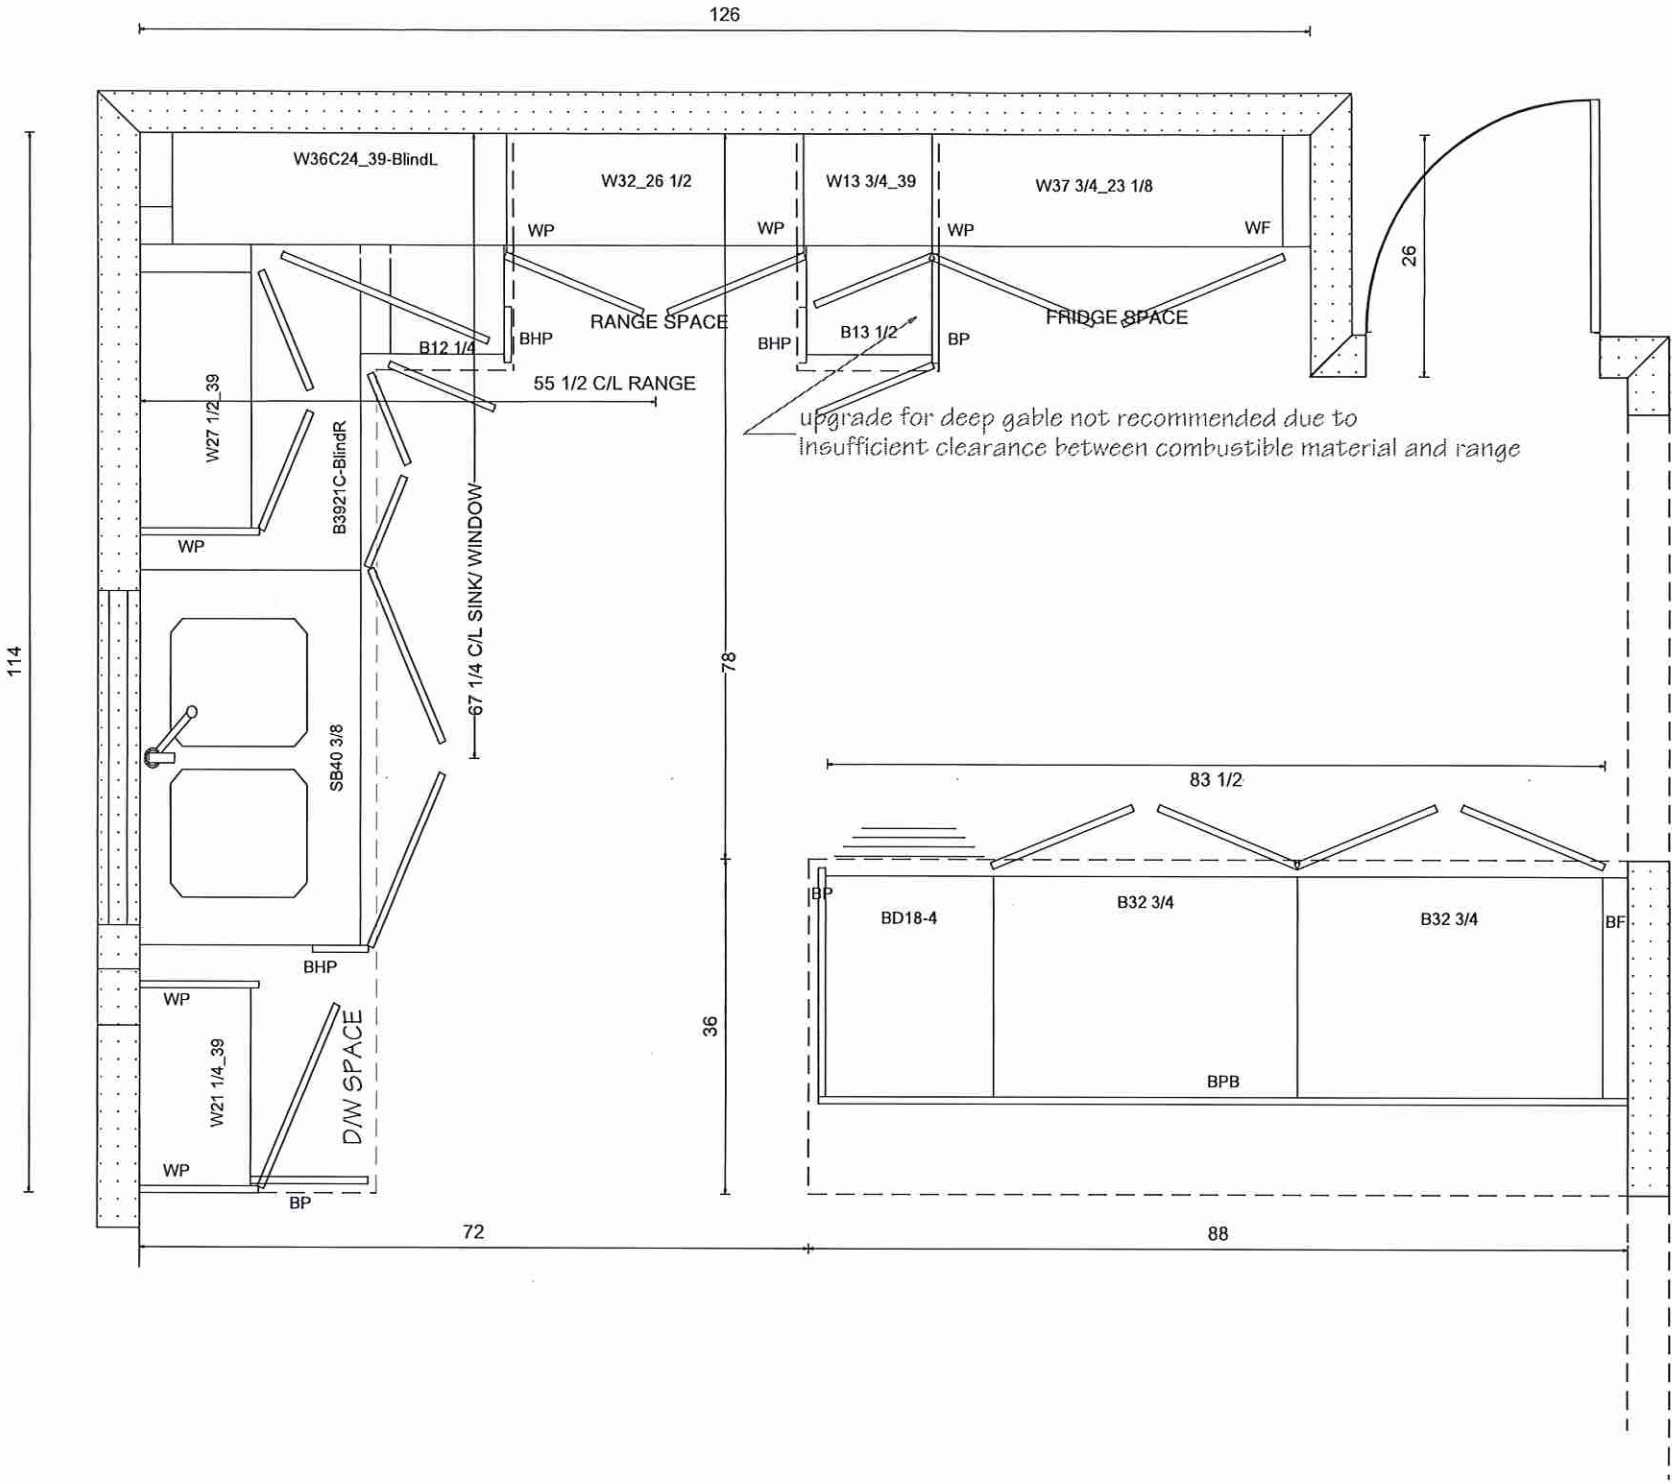 126
W36C24_39-BlindL
W32_26 1/2
W13 3/4_39
W37 3/4_23 1/8
WP
WP
WP
WF
26
RANGE SPACE
FRIDGE SPACE
BHP
BHP
B13 1/2
BP
B12 1/4
55 1/2 C/L RANGE
upgrade for deep gable not recommended due to
Insufficient clearance between combustible material and range
W27 1/2_39
B3921C-BlindR
WP
67 1/4 C/L SINK/ WINDOW
114
78
SB40 3/8
83 1/2
BP
BD18-4
B32 3/4
B32 3/4
BF
BHP
WP
W21 1/4_39
D/W SPACE
36
BPB
WP
BP
72
88